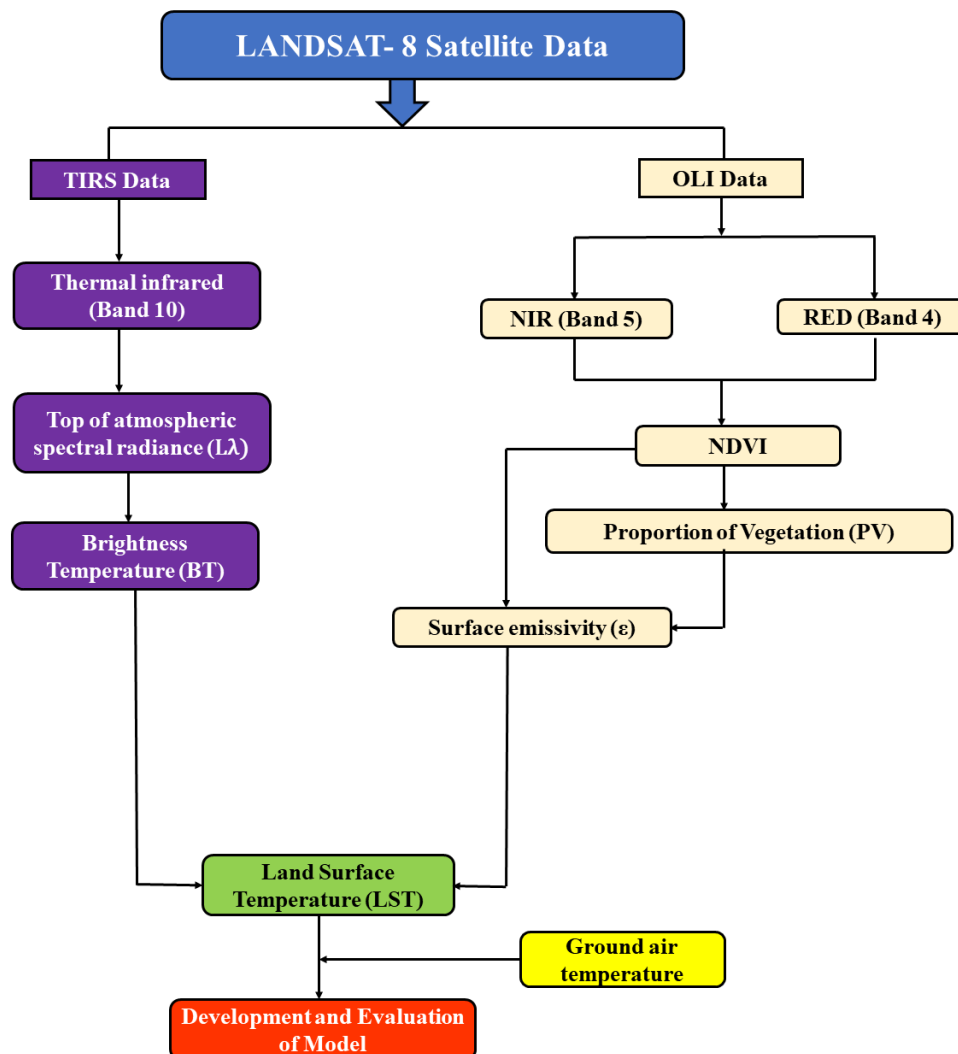 LANDSAT- 8 Satellite Data
TIRS Data
OLI Data
Thermal infrared
(Band 10)
NIR (Band 5)
RED (Band 4)
Top of atmospheric
spectral radiance (Lλ)
NDVI
Brightness
Temperature (BT)
Proportion of Vegetation (PV)
Surface emissivity (ε)
Land Surface
Temperature (LST)
Ground air
temperature
Development and Evaluation
of Model